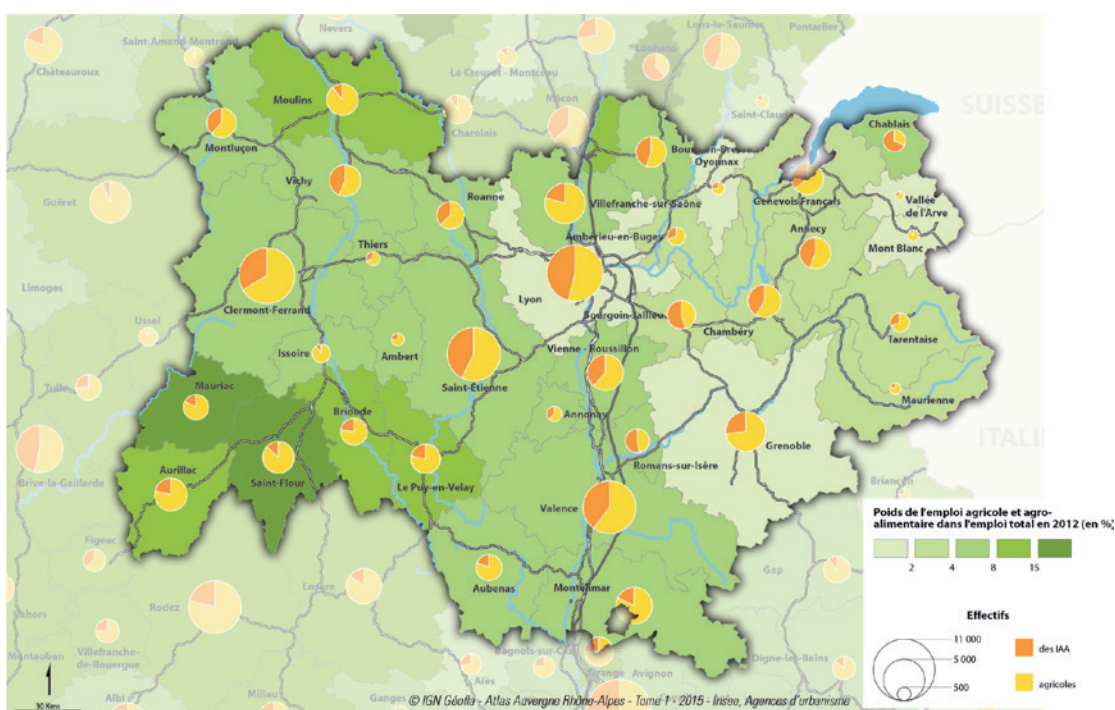 Nevers
Lons-le-Saunier
Pontarlier
Saint-Amand-Montrond
Châteauroux
Le Creusot - Montceau
Louhans
Moulins
Mâcon
Saint-Claude
SUISSE
Charolais
Chablais
Montluçon
Bourg-en-Bresse
Oyonnax
Vichy
Roanne
Villefranche-sur-Saône
Genevois Français
Vallée
de l'Arve
Guéret
Annecy
Ambérieu-en-Bugey
Mont Blanc
Thiers
Limoges
Lyon
Clermont-Ferrand
Bourgoin-Jallieu
Chambéry
Ussel
Tarentaise
Issoire
Ambert
Vienne - Roussillon
Saint-Étienne
Tulle
Mauriac
Maurienne
Brioude
Annonay
Grenoble
ITALIE
Brive-la-Gaillarde
Aurillac
Saint-Flour
Le Puy-en-Velay
Romans-sur-Isère
Briançon
Valence
Poids de l'emploi agricole et agro-
alimentaire dans l'emploi total en 2012 (en %)
2 4 8 15
Figeac
Lozère
Gap
Aubenas
Montélimar
Cahors
Rodez
Effectifs
11 000
5 000
500
des IAA
agricoles
Villefranche-
de-Rouergue
Bagnols-sur-Cèze
Orange
Avignon
Digne-les-Bains
Montauban
Albi
Millau
Ganges
Alès
30 Kms
© IGN Géofla - Atlas Auvergne Rhône-Alpes - Tome 1 - 2015 - Insee, Agences d'urbanisme